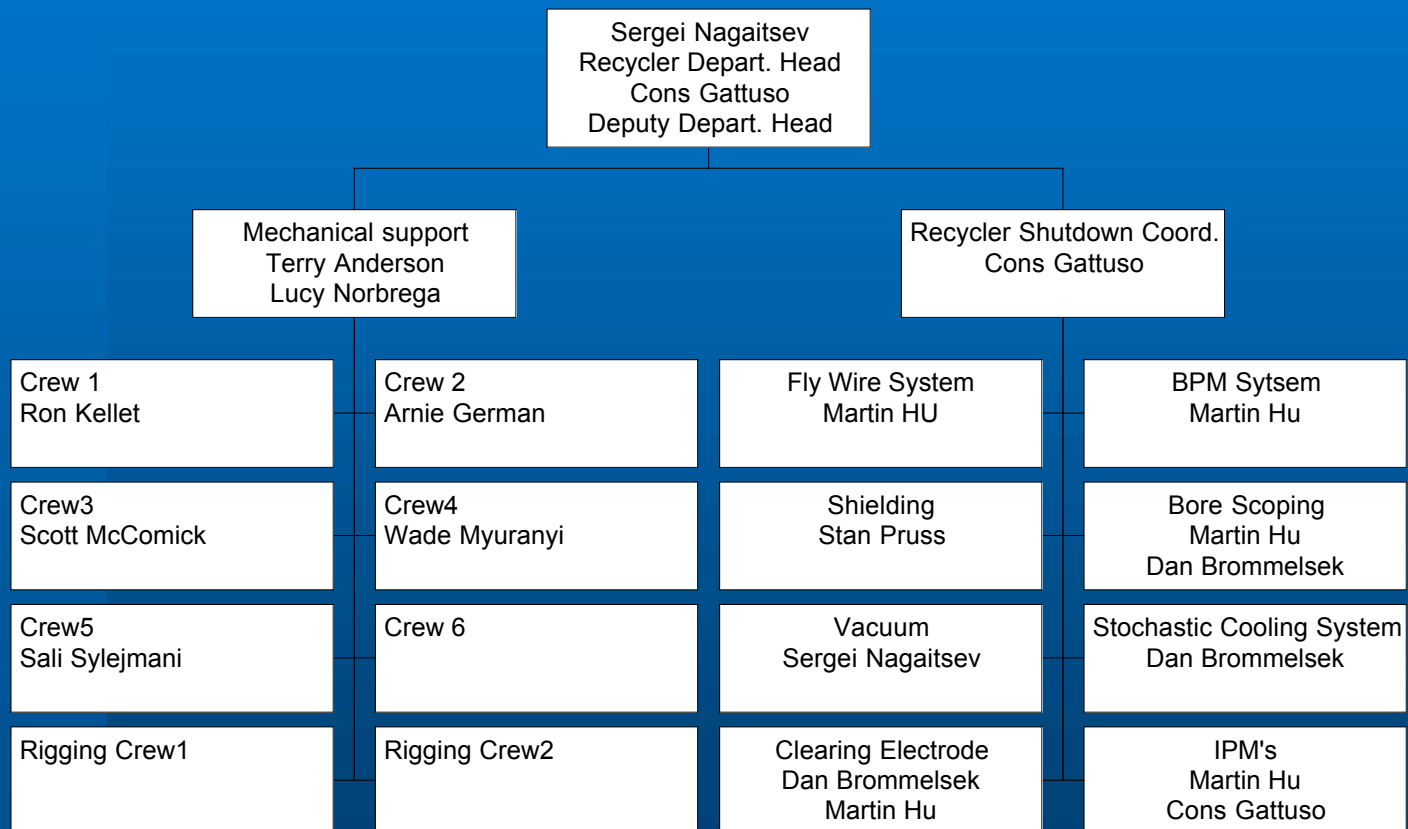 Sergei Nagaitsev
Recycler Depart. Head
Cons Gattuso
Deputy Depart. Head
Mechanical support
Terry Anderson
Lucy Norbrega
Recycler Shutdown Coord.
Cons Gattuso
Crew 1
Ron Kellet
Crew 2
Arnie German
Fly Wire System
Martin HU
BPM Sytsem
Martin Hu
Crew3
Scott McComick
Crew4
Wade Myuranyi
Shielding
Stan Pruss
Bore Scoping
Martin Hu
Dan Brommelsek
Crew5
Sali Sylejmani
Crew 6
Vacuum
Sergei Nagaitsev
Stochastic Cooling System
Dan Brommelsek
Rigging Crew1
Rigging Crew2
Clearing Electrode
Dan Brommelsek
Martin Hu
IPM's
Martin Hu
Cons Gattuso